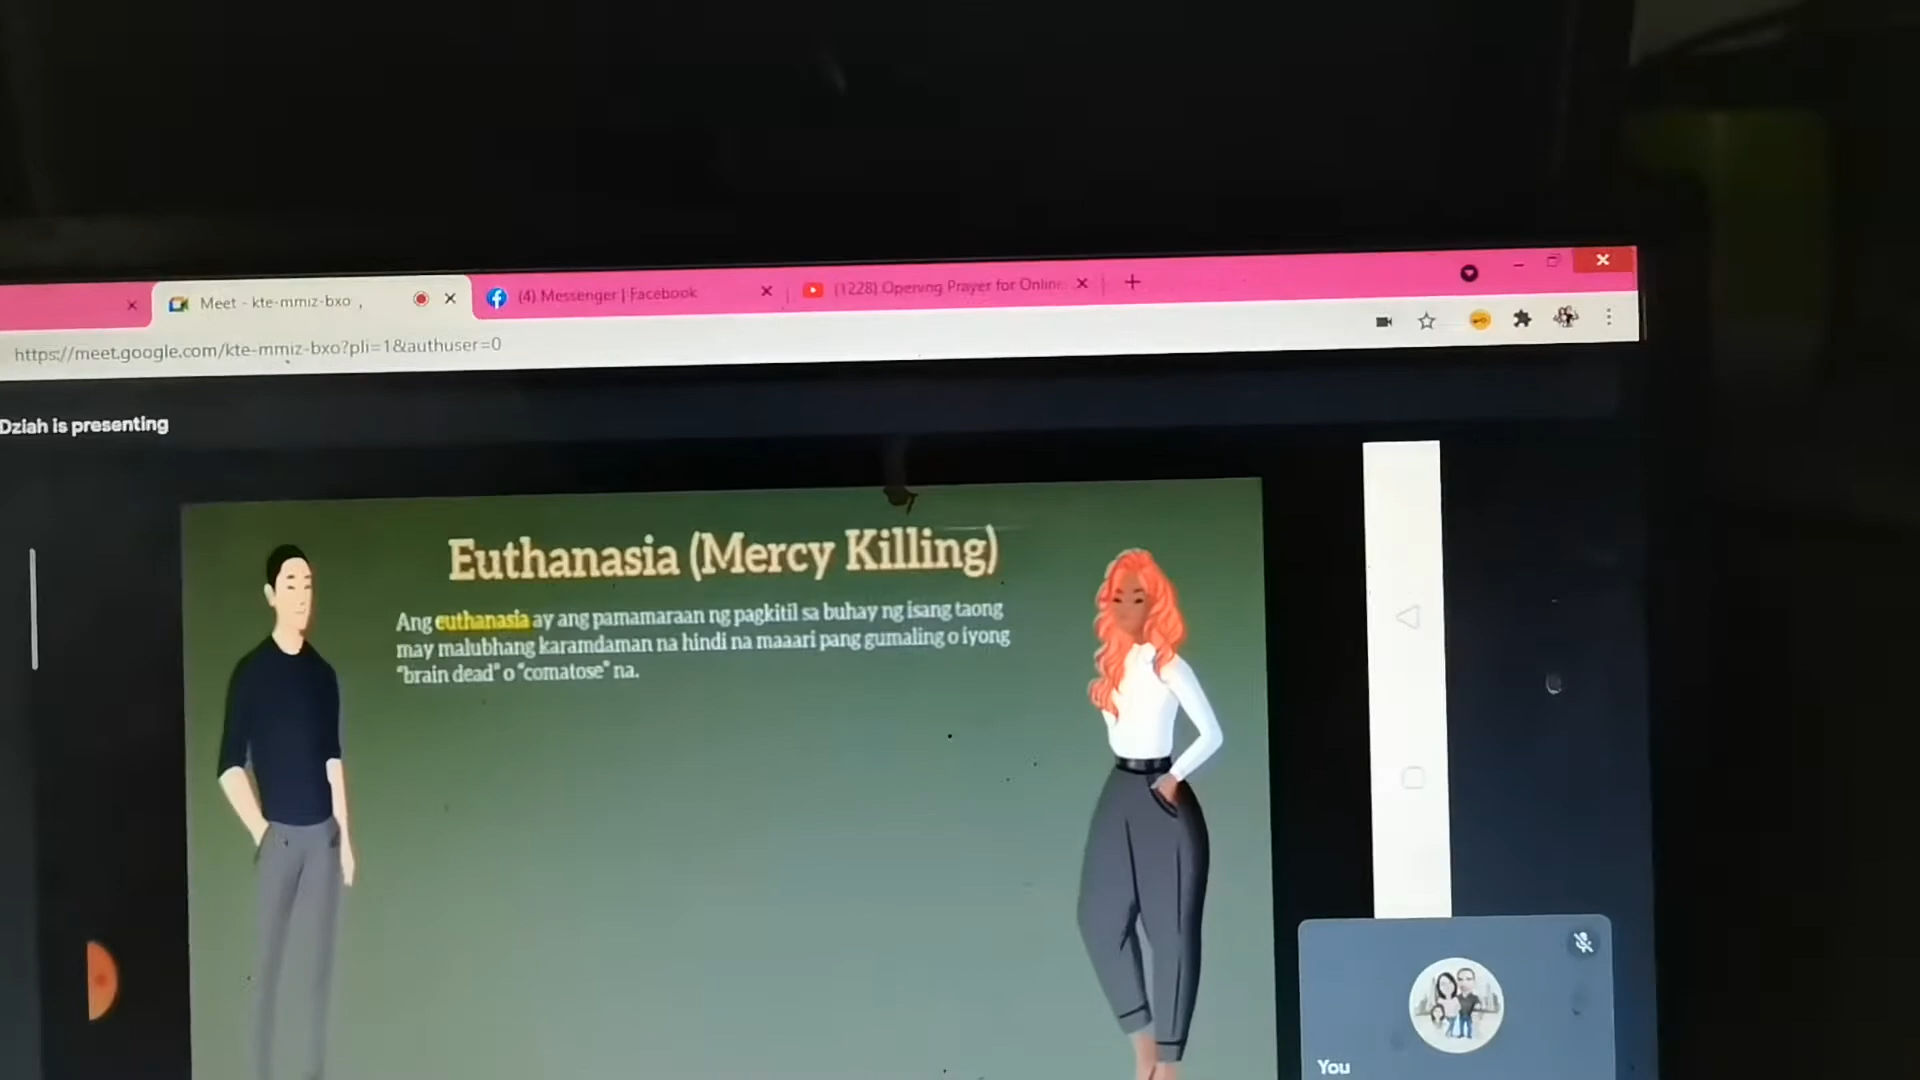 Meet - kte-mmiz-bxo
(4) Messenger | Facebook
(1228) Opening Prayer for Onlin
https://meet.google.com/kte-mmiz-bxo?pli=1&authuser=0
Dziah is presenting
Euthanasia (Mercy Killing)
Ang euthanasia ay ang pamamaraan ng pagkitil sa buhay ng isang taong
may malubhang karamdaman na hindi na maaari pang gumaling o iyong
"brain dead" o "comatose" na.
You